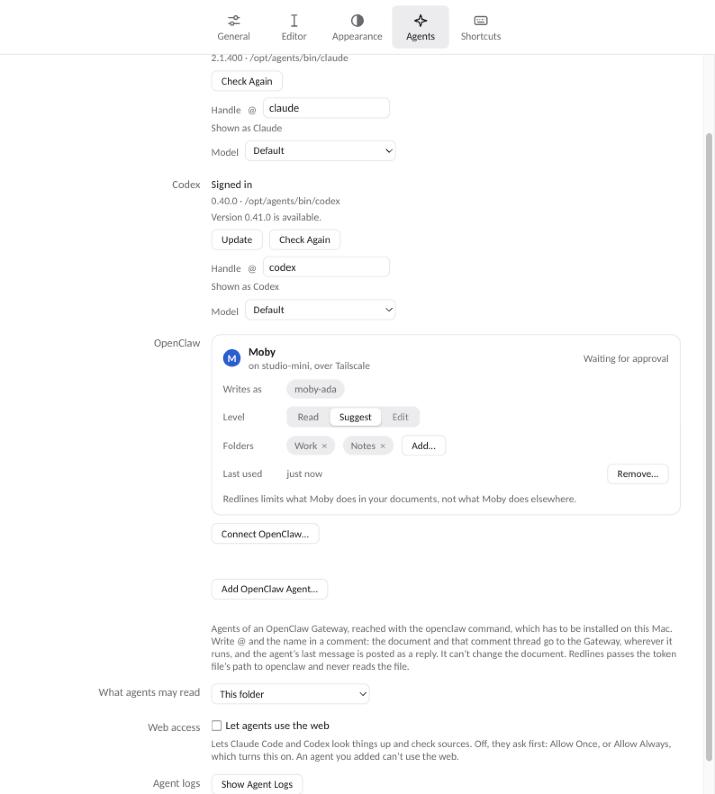 General
Editor
Appearance
Agents
Shortcuts
2.1.400 · /opt/agents/bin/claude
Check Again
Handle @ claude
Shown as Claude
Model Default
Codex Signed in
0.40.0 · /opt/agents/bin/codex
Version 0.41.0 is available.
Update Check Again
Handle @ codex
Shown as Codex
Model Default
OpenClaw
M Moby
on studio-mini, over Tailscale
Waiting for approval
Writes as moby-ada
Level Read Suggest Edit
Folders Work × Notes × Add...
Last used just now Remove...
Redlines limits what Moby does in your documents, not what Moby does elsewhere.
Connect OpenClaw...
Add OpenClaw Agent...
Agents of an OpenClaw Gateway, reached with the openclaw command, which has to be installed on this Mac.
Write @ and the name in a comment: the document and that comment thread go to the Gateway, wherever it
runs, and the agent's last message is posted as a reply. It can't change the document. Redlines passes the token
file's path to openclaw and never reads the file.
What agents may read This folder
Web access Let agents use the web
Lets Claude Code and Codex look things up and check sources. Off, they ask first: Allow Once, or Allow Always,
which turns this on. An agent you added can't use the web.
Agent logs Show Agent Logs